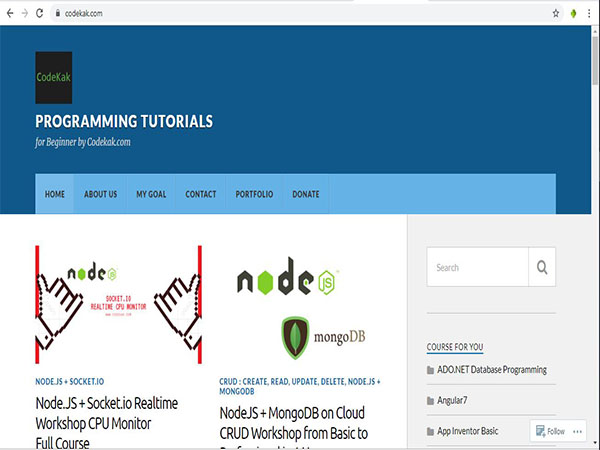 codekak.com
CodeKak
PROGRAMMING TUTORIALS
for Beginner by Codekak.com
HOME ABOUT US MY GOAL CONTACT PORTFOLIO DONATE
node JS
SOCKET.IO
REALTIME CPU MONITOR
NODE.JS + SOCKET.IO
Node.JS + Socket.io Realtime
Workshop CPU Monitor
Full Course
node JS
mongoDB
CRUD : CREATE, READ, UPDATE, DELETE, NODE.JS +
MONGODB
NodeJS + MongoDB on Cloud
CRUD Workshop from Basic to
Search
COURSE FOR YOU
ADO.NET Database Programming
Angular7
App Inventor Basic
Follow